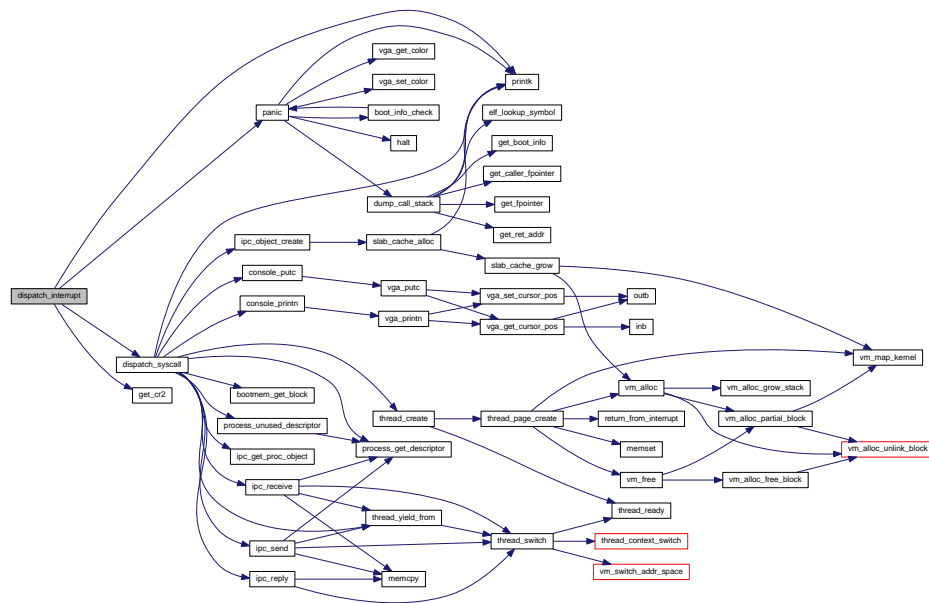 vga_get_color
vga_set_color
printk
panic
boot_info_check
elf_lookup_symbol
halt
get_boot_info
get_caller_fpointer
dump_call_stack
get_fpointer
get_ret_addr
ipc_object_create
slab_cache_alloc
slab_cache_grow
console_putc
vga_putc
dispatch_interrupt
vga_set_cursor_pos
outb
console_printn
vga_printn
vga_get_cursor_pos
inb
vm_map_kernel
dispatch_syscall
get_cr2
bootmem_get_block
vm_alloc
vm_alloc_grow_stack
thread_create
thread_page_create
return_from_interrupt
vm_alloc_partial_block
process_unused_descriptor
process_get_descriptor
memset
vm_alloc_unlink_block
ipc_get_proc_object
vm_free
vm_alloc_free_block
ipc_receive
thread_yield_from
thread_ready
ipc_send
thread_switch
thread_context_switch
ipc_reply
memcpy
vm_switch_addr_space